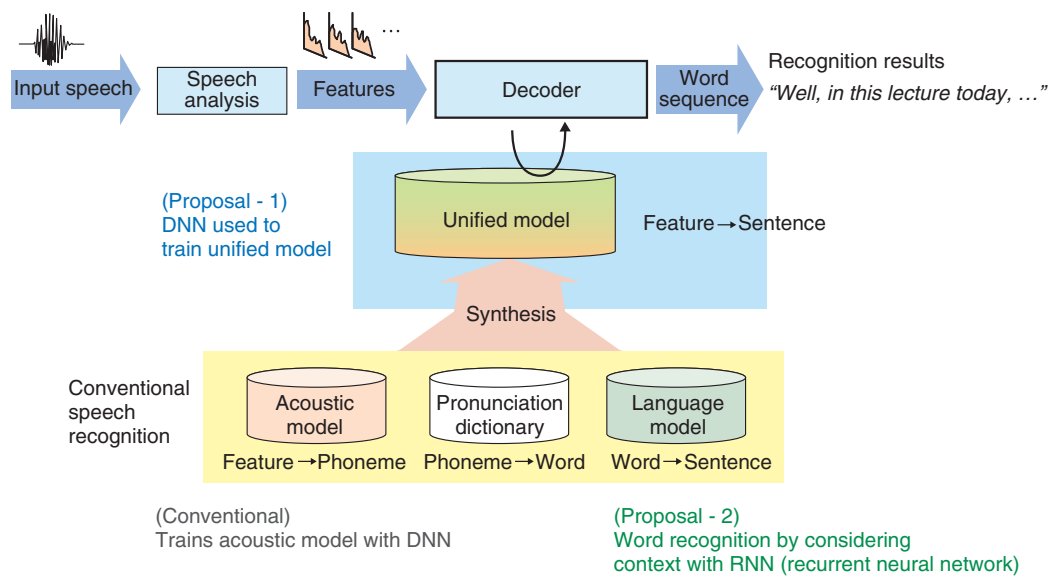 Input speech
Speech
analysis
Features
...
Decoder
Word
sequence
Recognition results
“Well, in this lecture today, …”
(Proposal - 1)
DNN used to
train unified model
Unified model
Feature→Sentence
Synthesis
Conventional
speech
recognition
Acoustic
model
Feature→Phoneme
Pronunciation
dictionary
Phoneme→Word
Language
model
Word→Sentence
(Conventional)
Trains acoustic model with DNN
(Proposal - 2)
Word recognition by considering
context with RNN (recurrent neural network)